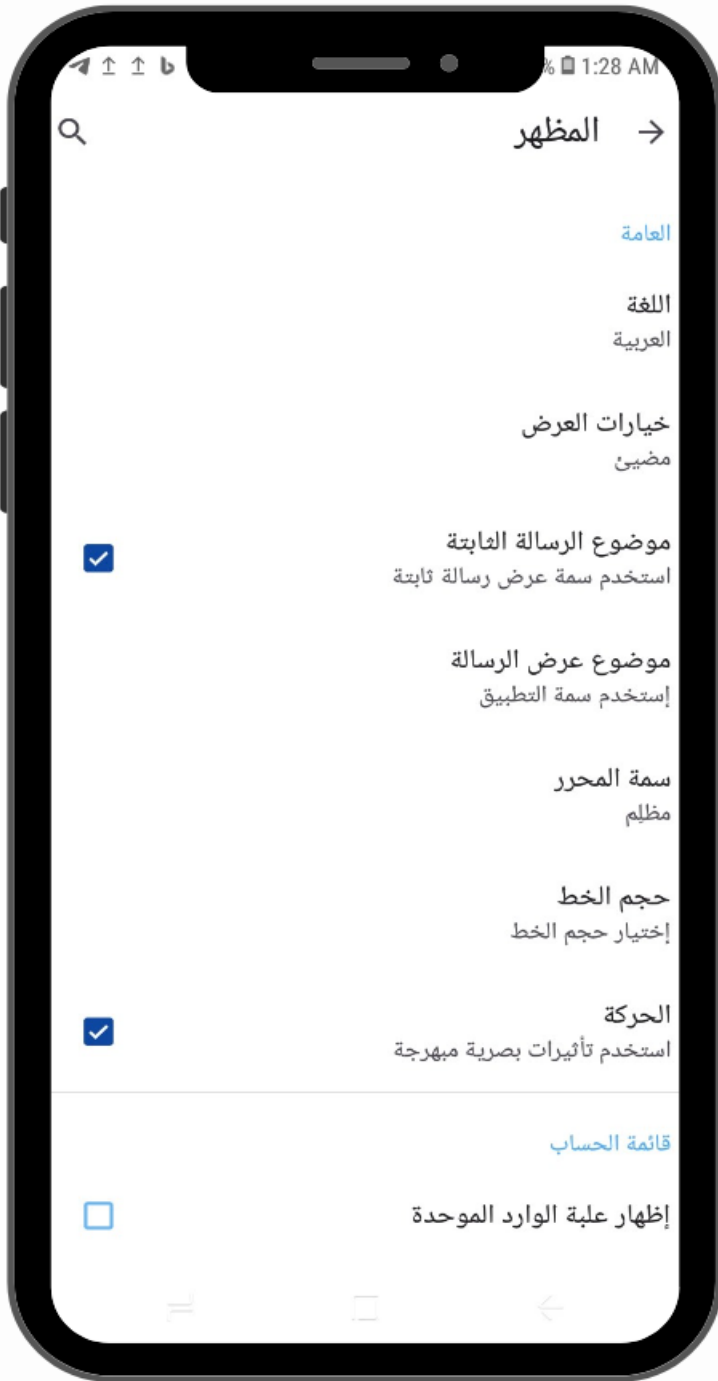 % 1:28 AM
المظهر
العامة
اللغة
العربية
خيارات العرض
مضيئ
موضوع الرسالة الثابتة
استخدم سمة عرض رسالة ثابتة
موضوع عرض الرسالة
إستخدم سمة التطبيق
سمة المحرر
مظلِم
حجم الخط
إختيار حجم الخط
الحركة
استخدم تأثيرات بصرية مبهرجة
قائمة الحساب
إظهار علبة الوارد الموحدة